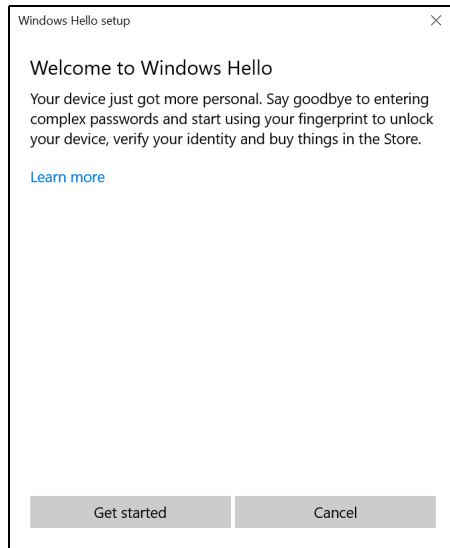 Windows Hello setup
Welcome to Windows Hello
Your device just got more personal. Say goodbye to entering
complex passwords and start using your fingerprint to unlock
your device, verify your identity and buy things in the Store.
Learn more
Get started
Cancel